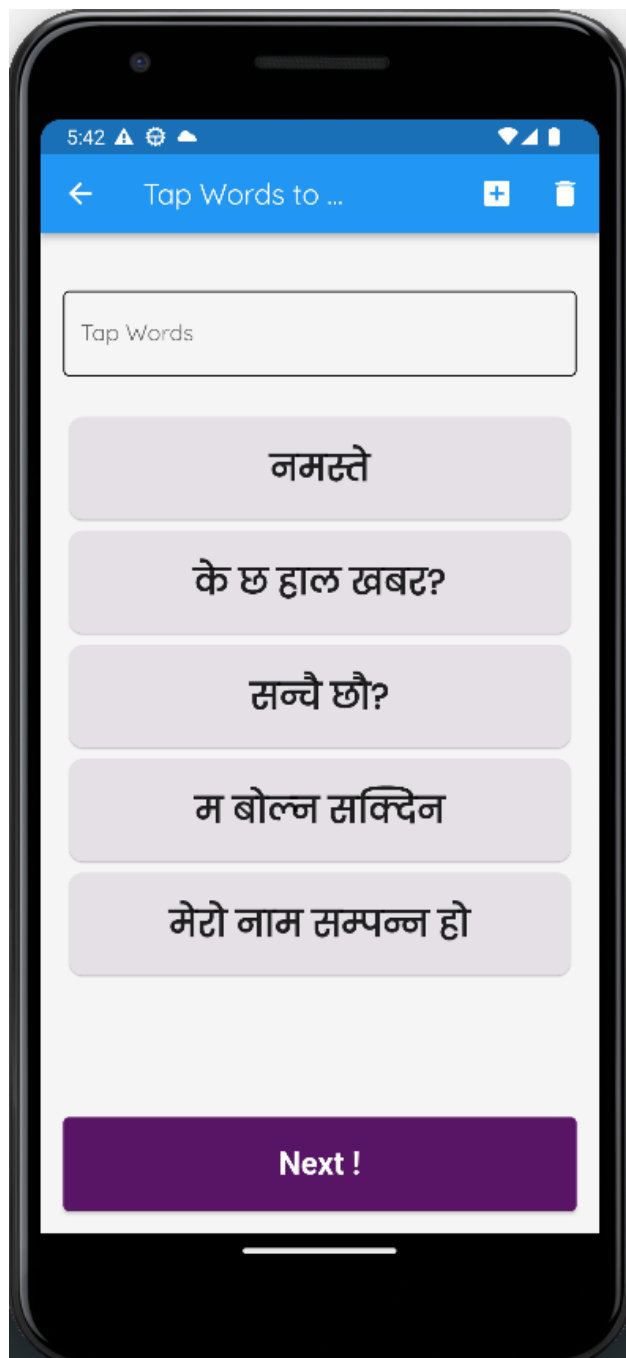 5:42
Tap Words to ...
Tap Words
नमस्ते
के छ हाल खबर?
सन्चै छौ?
म बोल्न सक्दिन
मेरो नाम सम्पन्न हो
Next !